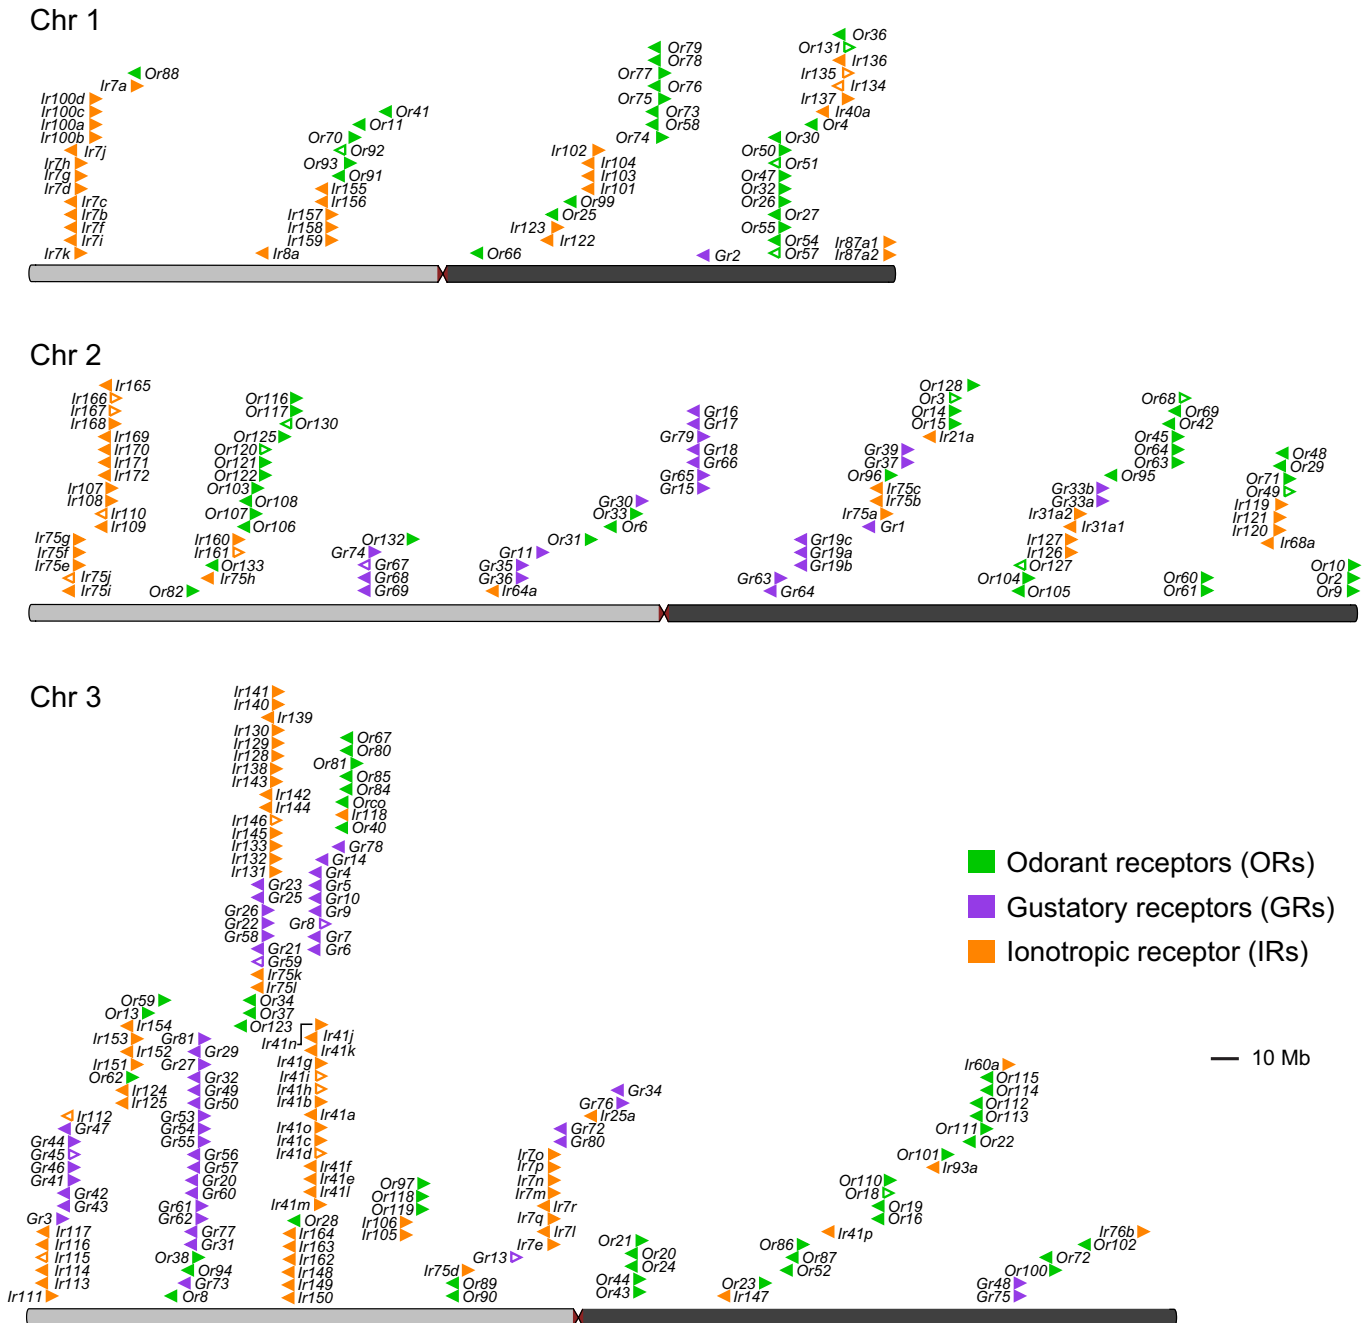 Chr 1
Or36
Or131
Or79
Ir136
Or78
Or88
Or77
Ir135
Ir7a
Or76
Ir134
Ir100d
Or75
Ir137
Ir100c
Or41
Or73
Ir40a
Ir100a
Or11
Or58
Or4
Ir100b
Or70
Or74
Or30
Ir7j
Or92
Ir102
Or50
Ir7h
Or93
Ir104
Or51
Ir7g
Or91
Ir103
Or47
Ir7d
Ir155
Ir101
Or32
Ir7c
Ir156
Or99
Or26
Ir7b
Ir157
Or25
Or27
Ir7f
Ir158
Ir123
Or55
Ir7i
Ir159
Ir122
Or54
Ir87a1
Ir7k
Ir8a
Or66
Gr2
Or57
Ir87a2
Chr 2
Ir165
Or128
Ir166
Or116
Or3
Or68
Ir167
Or117
Gr16
Or14
Or69
Ir168
Or130
Gr17
Or15
Or42
Ir169
Or125
Gr79
Ir21a
Or45
Ir170
Or120
Gr18
Gr39
Or64
Or48
Ir171
Or121
Gr66
Gr37
Or63
Or29
Ir172
Or122
Gr65
Or96
Or95
Or71
Ir107
Or103
Gr15
Ir75c
Gr33b
Or49
Ir108
Or108
Gr30
Ir75b
Gr33a
Ir119
Ir110
Or107
Or33
Ir75a
Ir31a2
Ir121
Ir109
Or106
Or6
Gr1
Ir31a1
Ir120
Ir75g
Ir160
Or132
Or31
Gr19c
Ir127
Ir68a
Ir75f
Ir161
Gr74
Gr11
Gr19a
Ir126
Ir75e
Or133
Gr67
Gr35
Gr19b
Or127
Or10
Ir75j
Ir75h
Gr68
Gr36
Gr63
Or104
Or60
Or2
Ir75i
Or82
Gr69
Ir64a
Gr64
Or105
Or61
Or9
Chr 3
Ir141
Ir140
Ir139
Ir130
Or67
Ir129
Or80
Ir128
Or81
Ir138
Or85
Ir143
Or84
Ir142
Orco
Ir144
Ir118
Ir146
Or40
Ir145
Gr78
Ir133
Gr14
Ir132
Gr4
Ir131
Gr5
Gr23
Gr10
Gr25
Gr9
Gr26
Gr8
Gr22
Gr7
Gr58
Gr6
Gr21
Gr59
Ir75k
Ir75l
Or59
Or34
Or13
Or37
Ir154
Or123
Ir153
Gr81
Ir41n
Ir41j
Ir152
Gr29
Ir41k
Ir151
Gr27
Ir41g
Ir60a
Or62
Gr32
Ir41i
Or115
Ir124
Gr49
Ir41h
Gr34
Or114
Ir125
Gr50
Ir41b
Gr76
Or112
Ir112
Gr53
Ir41a
Ir25a
Or113
Gr47
Gr54
Ir41o
Gr72
Or111
Gr44
Gr55
Ir41c
Gr80
Or22
Gr45
Gr56
Ir41d
Ir7o
Or101
Gr46
Gr57
Ir41f
Ir7p
Ir93a
Gr41
Gr20
Ir41e
Or97
Ir7n
Or110
Gr42
Gr60
Ir41l
Or118
Ir7m
Or18
Gr43
Gr61
Ir41m
Or119
Ir7r
Or19
Gr3
Gr62
Or28
Ir106
Ir7q
Or16
Ir117
Gr77
Ir164
Ir105
Ir7l
Ir41p
Ir76b
Ir116
Gr31
Ir163
Ir7e
Or21
Or86
Or102
Ir115
Or38
Ir162
Gr13
Or20
Or87
Or72
Ir114
Or94
Ir148
Ir75d
Or24
Or52
Or100
Ir113
Gr73
Ir149
Or89
Or44
Or23
Gr48
Ir111
Or8
Ir150
Or90
Or43
Ir147
Gr75
Odorant receptors (ORs)
Gustatory receptors (GRs)
Ionotropic receptor (IRs)
10 Mb